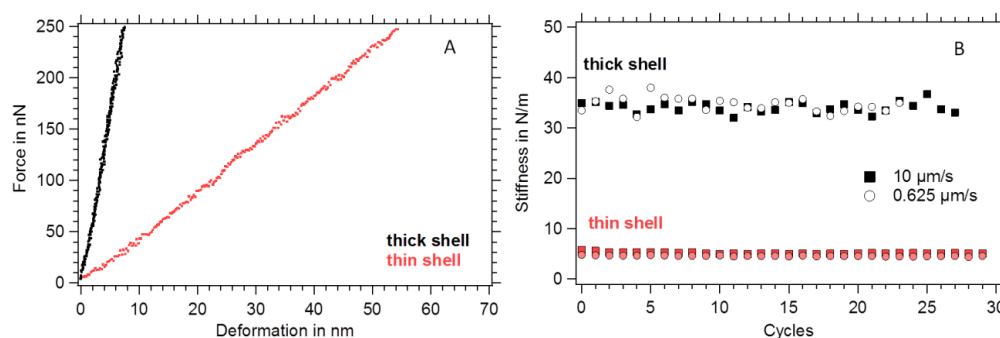 A
Force in nN
250
200
150
100
50
0
thick shell
thin shell
0 10 20 30 40 50 60 70
Deformation in nm
B
Stiffness in N/m
50
40
30
20
10
0
thick shell
10 µm/s
0.625 µm/s
thin shell
0 5 10 15 20 25 30
Cycles